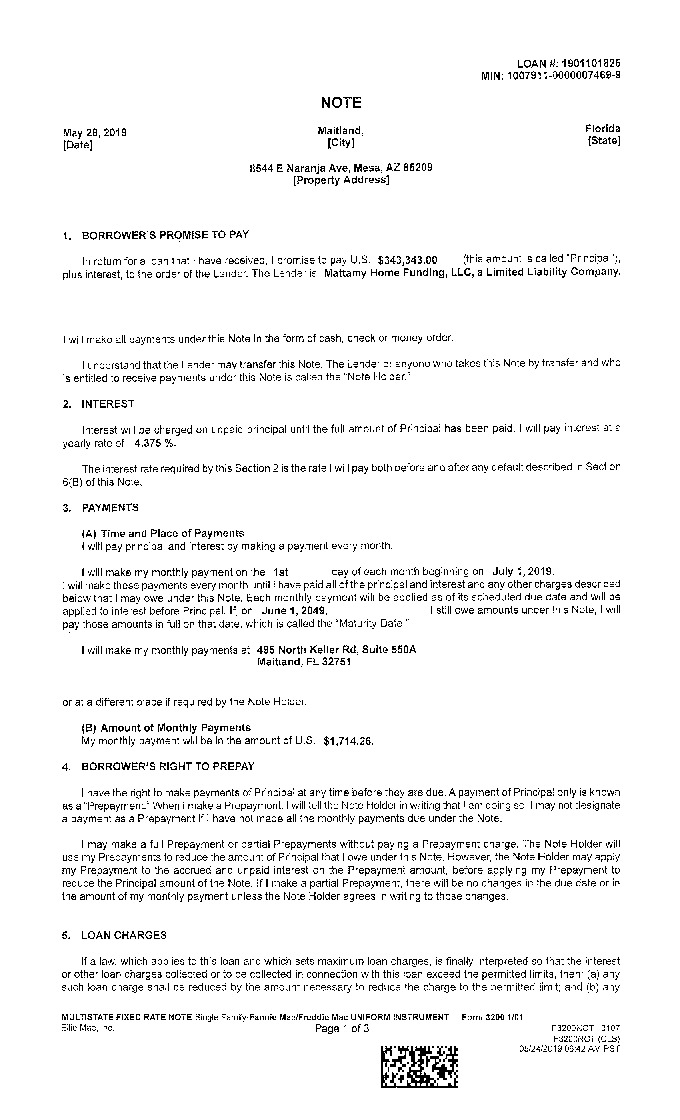 LOAN #: 1901101826
MIN: 1007911-0000007469-9
NOTE
May 28, 2019 Maitland, Florida
[Date] [City] [State]
8544 E Naranja Ave, Mesa, AZ 85209
[Property Address]
1. BORROWER'S PROMISE TO PAY
In return for a loan that I have received, I promise to pay U.S. $343,343.00 (this amount is called "Principal"),
plus interest, to the order of the Lender. The Lender is Mattamy Home Funding, LLC, a Limited Liability Company.
I will make all payments under this Note in the form of cash, check or money order.
I understand that the Lender may transfer this Note. The Lender or anyone who takes this Note by transfer and who
is entitled to receive payments under this Note is called the "Note Holder."
2. INTEREST
Interest will be charged on unpaid principal until the full amount of Principal has been paid. I will pay interest at a
yearly rate of 4.375 %.
The interest rate required by this Section 2 is the rate I will pay both before and after any default described in Section
6(B) of this Note.
3. PAYMENTS
(A) Time and Place of Payments
I will pay principal and interest by making a payment every month.
I will make my monthly payment on the 1st day of each month beginning on July 1, 2019.
I will make these payments every month until I have paid all of the principal and interest and any other charges described
below that I may owe under this Note. Each monthly payment will be applied as of its scheduled due date and will be
applied to interest before Principal. If, on June 1, 2049, I still owe amounts under this Note, I will
pay those amounts in full on that date, which is called the "Maturity Date."
I will make my monthly payments at 495 North Keller Rd, Suite 550A
Maitland, FL 32751
or at a different place if required by the Note Holder.
(B) Amount of Monthly Payments
My monthly payment will be in the amount of U.S. $1,714.26.
4. BORROWER'S RIGHT TO PREPAY
I have the right to make payments of Principal at any time before they are due. A payment of Principal only is known
as a "Prepayment." When I make a Prepayment, I will tell the Note Holder in writing that I am doing so. I may not designate
a payment as a Prepayment if I have not made all the monthly payments due under the Note.
I may make a full Prepayment or partial Prepayments without paying a Prepayment charge. The Note Holder will
use my Prepayments to reduce the amount of Principal that I owe under this Note. However, the Note Holder may apply
my Prepayment to the accrued and unpaid interest on the Prepayment amount, before applying my Prepayment to
reduce the Principal amount of the Note. If I make a partial Prepayment, there will be no changes in the due date or in
the amount of my monthly payment unless the Note Holder agrees in writing to those changes.
5. LOAN CHARGES
If a law, which applies to this loan and which sets maximum loan charges, is finally interpreted so that the interest
or other loan charges collected or to be collected in connection with this loan exceed the permitted limits, then: (a) any
such loan charge shall be reduced by the amount necessary to reduce the charge to the permitted limit; and (b) any
MULTISTATE FIXED RATE NOTE Single Family-Fannie Mae/Freddie Mac UNIFORM INSTRUMENT Form 3200 1/01
Ellie Mae, Inc. Page 1 of 3 F3200NOT 0107
F3200NOT (CLS)
05/24/2019 06:42 AM PST